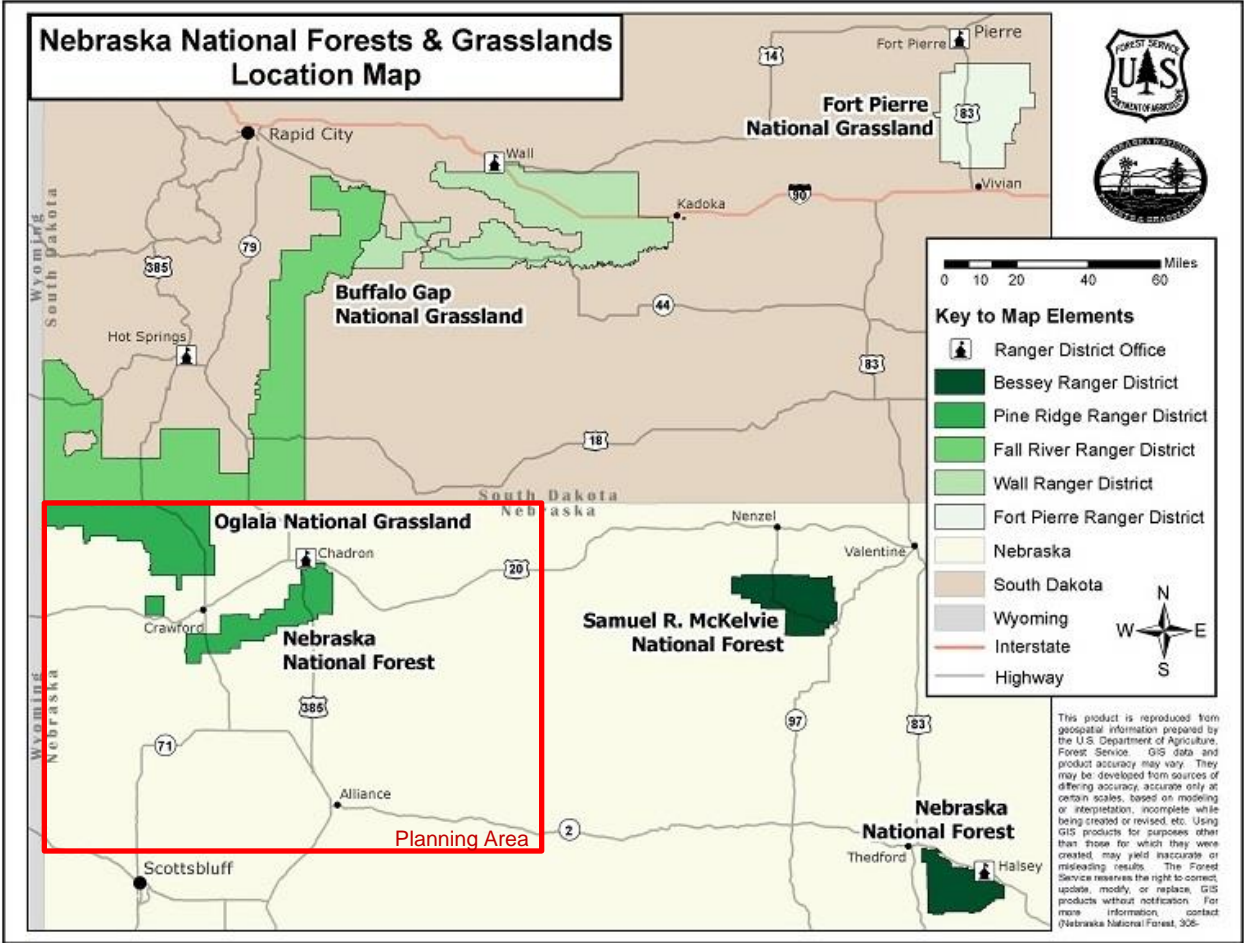 Nebraska National Forests & Grasslands
Location Map
Fort Pierre
Pierre
14
Fort Pierre
National Grassland
83
Rapid City
Wall
Vivian
90
Kadoka
79
385
Wyoming
South Dakota
Buffalo Gap
National Grassland
44
Hot Springs
83
18
South Dakota
Nebraska
Oglala National Grassland
Chadron
20
Nenzel
Valentine
Crawford
Nebraska
National Forest
Samuel R. McKelvie
National Forest
Wyoming
Nebraska
385
71
97
83
Alliance
Planning Area
2
Nebraska
National Forest
Thedford
Halsey
Scottsbluff
FOREST SERVICE
U S
DEPARTMENT OF AGRICULTURE
NEBRASKA NATIONAL
FORESTS & GRASSLANDS
Miles
0 10 20 40 60
Key to Map Elements
Ranger District Office
Bessey Ranger District
Pine Ridge Ranger District
Fall River Ranger District
Wall Ranger District
Fort Pierre Ranger District
Nebraska
South Dakota
Wyoming
Interstate
Highway
N
W E
S
This product is reproduced from
geospatial information prepared by
the U.S. Department of Agriculture,
Forest Service. GIS data and
product accuracy may vary. They
may be: developed from sources of
differing accuracy, accurate only at
certain scales, based on modeling
or interpretation, incomplete while
being created or revised, etc. Using
GIS products for purposes other
than those for which they were
created, may yield inaccurate or
misleading results. The Forest
Service reserves the right to correct,
update, modify, or replace, GIS
products without notification. For
more information, contact
(Nebraska National Forest, 308-